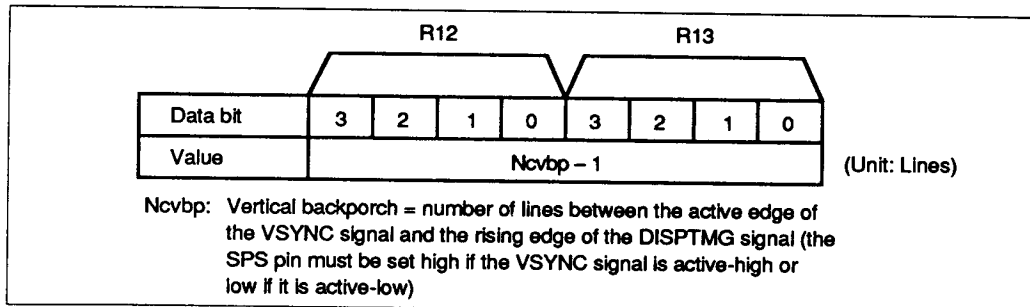 R12 R13
Data bit 3 2 1 0 3 2 1 0
Value Ncvbp – 1 (Unit: Lines)
Ncvbp: Vertical backporch = number of lines between the active edge of
the VSYNC signal and the rising edge of the DISPTMG signal (the
SPS pin must be set high if the VSYNC signal is active-high or
low if it is active-low)